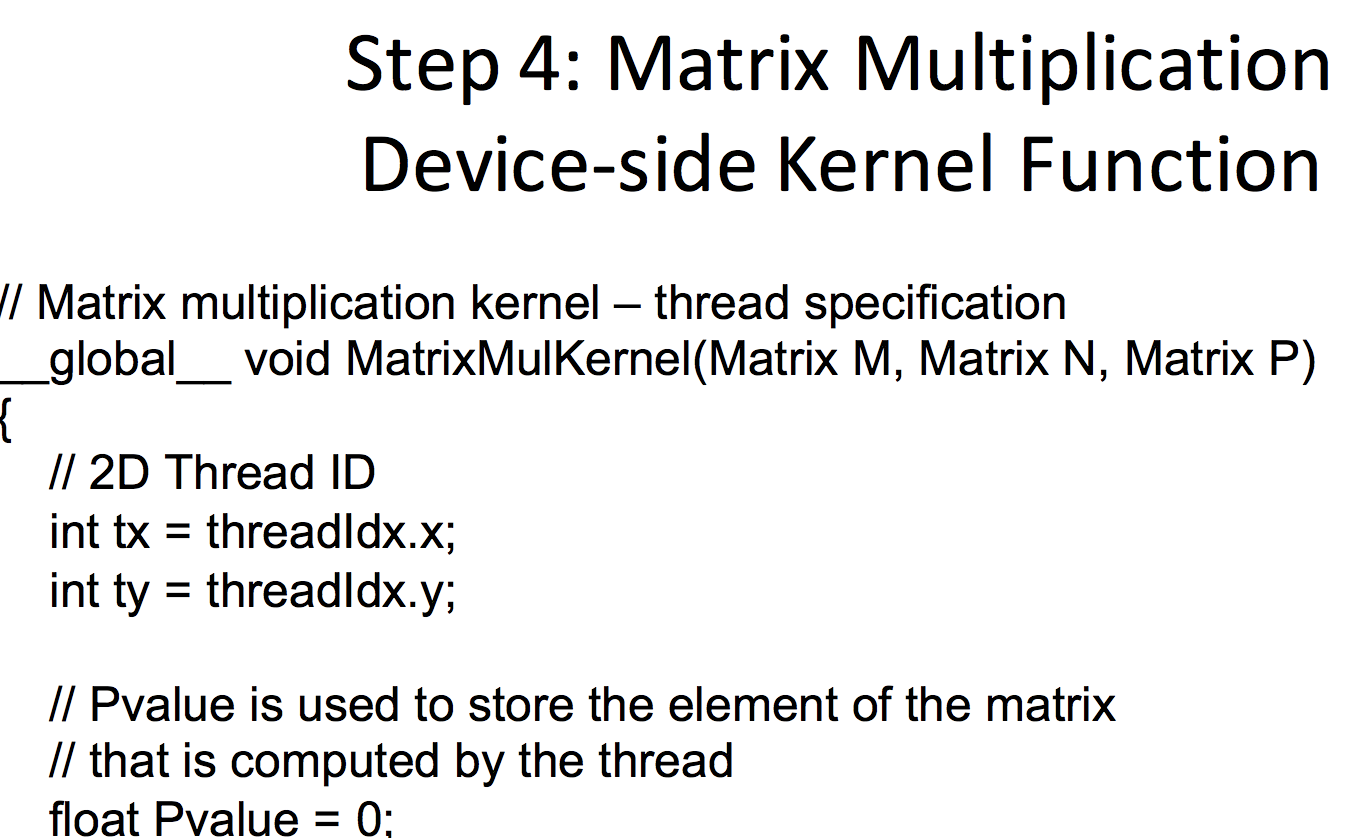 Step 4: Matrix Multiplication
Device-side Kernel Function
// Matrix multiplication kernel – thread specification
__global__ void MatrixMulKernel(Matrix M, Matrix N, Matrix P)
{
// 2D Thread ID
int tx = threadIdx.x;
int ty = threadIdx.y;
// Pvalue is used to store the element of the matrix
// that is computed by the thread
float Pvalue = 0;